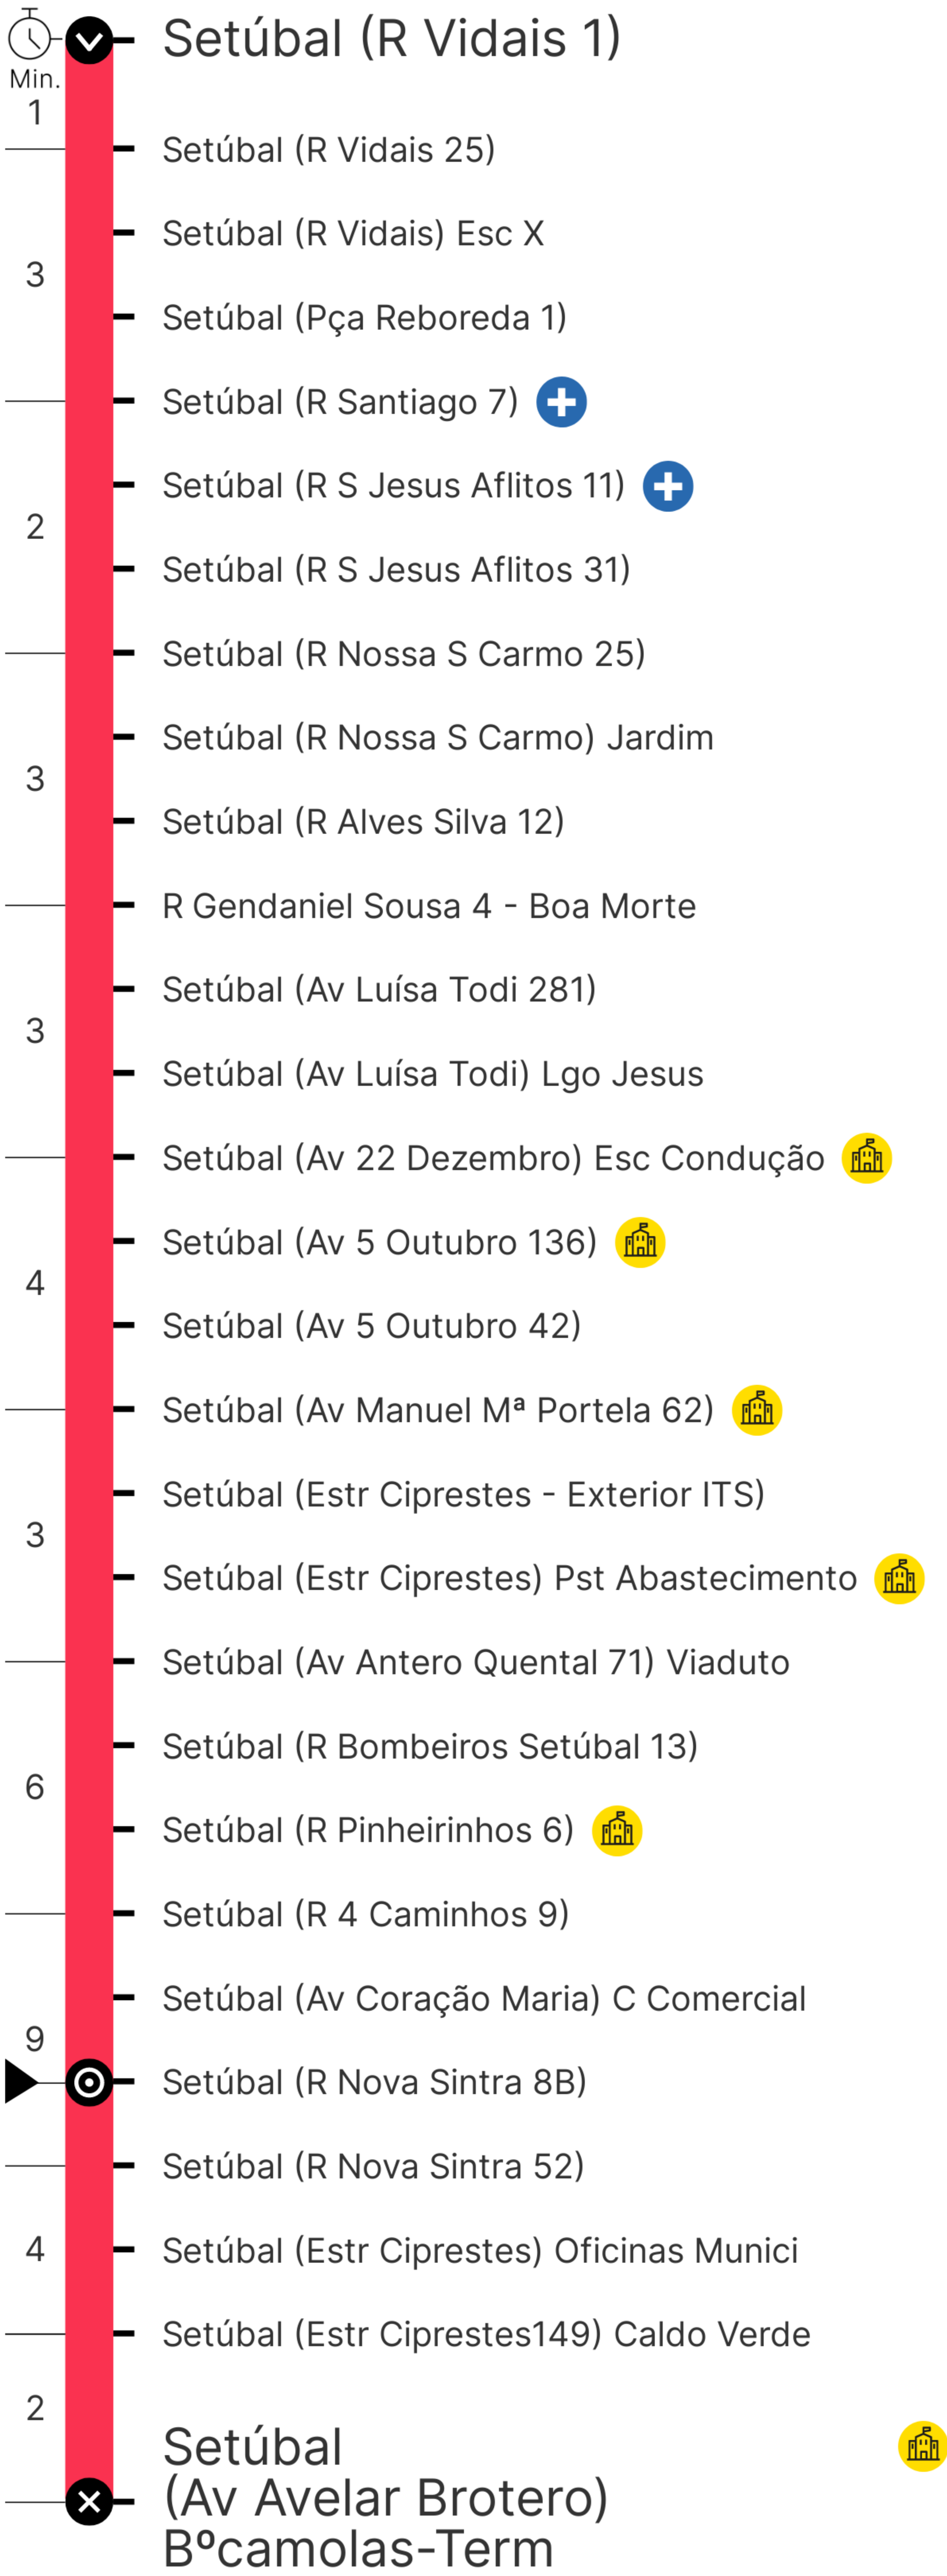 Setúbal (R Vidais 1)
Min.
1
Setúbal (R Vidais 25)
Setúbal (R Vidais) Esc X
3
Setúbal (Pça Reboreda 1)
Setúbal (R Santiago 7)
Setúbal (R S Jesus Aflitos 11)
2
Setúbal (R S Jesus Aflitos 31)
Setúbal (R Nossa S Carmo 25)
Setúbal (R Nossa S Carmo) Jardim
3
Setúbal (R Alves Silva 12)
R Gendaniel Sousa 4 - Boa Morte
Setúbal (Av Luísa Todi 281)
3
Setúbal (Av Luísa Todi) Lgo Jesus
Setúbal (Av 22 Dezembro) Esc Condução
Setúbal (Av 5 Outubro 136)
4
Setúbal (Av 5 Outubro 42)
Setúbal (Av Manuel Mª Portela 62)
Setúbal (Estr Ciprestes - Exterior ITS)
3
Setúbal (Estr Ciprestes) Pst Abastecimento
Setúbal (Av Antero Quental 71) Viaduto
Setúbal (R Bombeiros Setúbal 13)
6
Setúbal (R Pinheirinhos 6)
Setúbal (R 4 Caminhos 9)
Setúbal (Av Coração Maria) C Comercial
9
Setúbal (R Nova Sintra 8B)
Setúbal (R Nova Sintra 52)
4
Setúbal (Estr Ciprestes) Oficinas Munici
Setúbal (Estr Ciprestes149) Caldo Verde
2
Setúbal
(Av Avelar Brotero)
Bºcamolas-Term